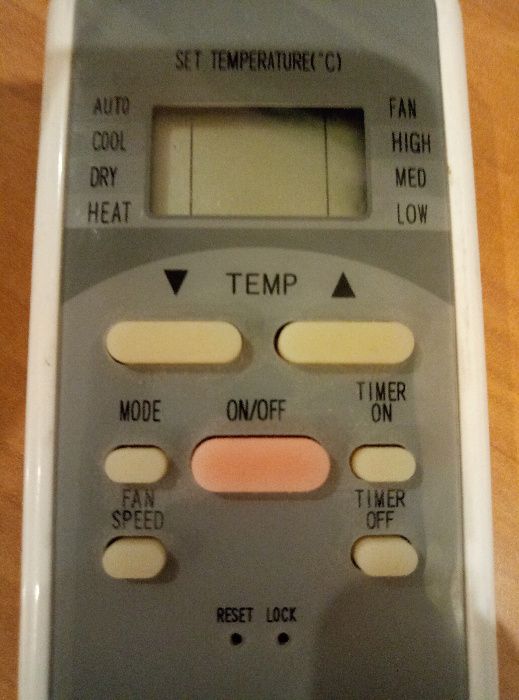 SET TEMPERATURE(°C)
AUTO
COOL
DRY
HEAT
FAN
HIGH
MED
LOW
▼ TEMP ▲
MODE
ON/OFF
TIMER
ON
FAN
SPEED
TIMER
OFF
RESET LOCK